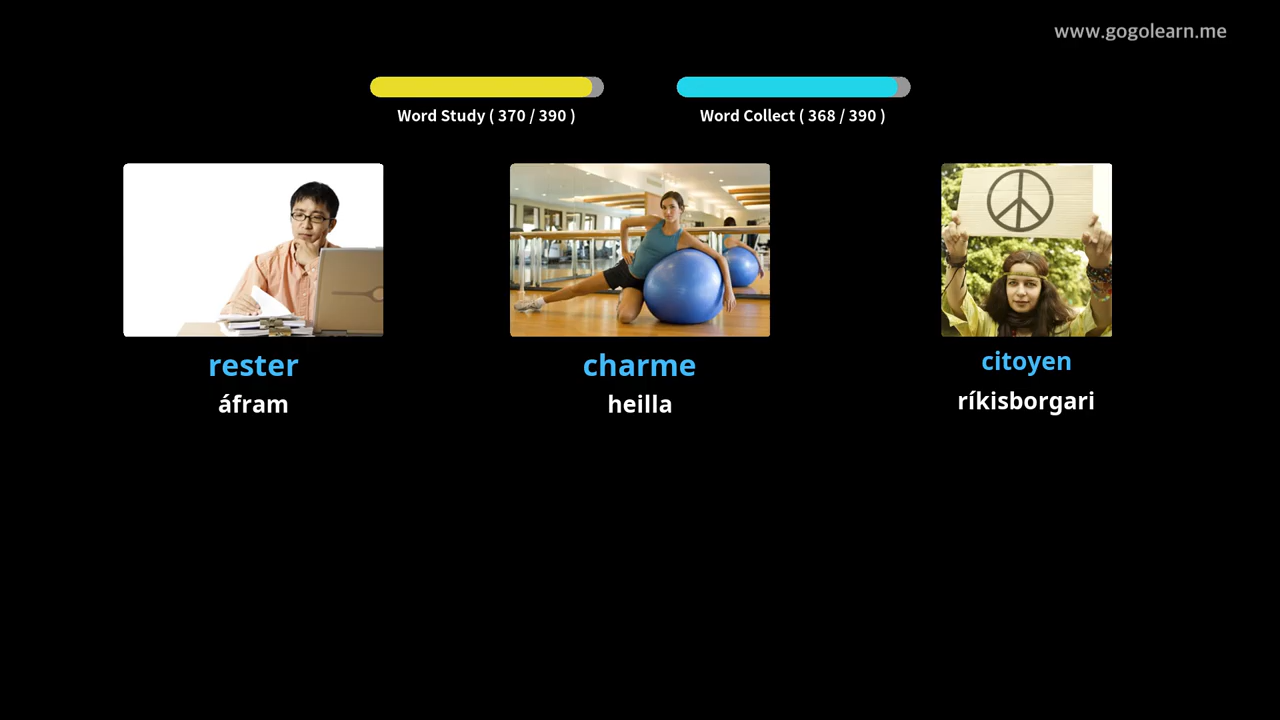 www.gogolearn.me
Word Study ( 370 / 390 )
Word Collect ( 368 / 390 )
rester
charme
citoyen
áfram
heilla
ríkisborgari